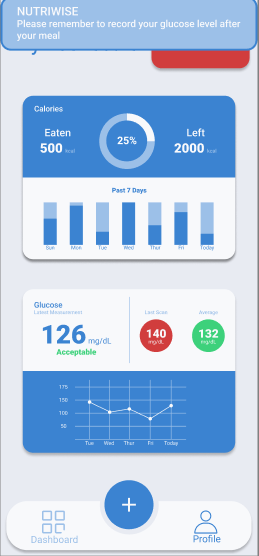 NUTRIWISE
Please remember to record your glucose level after
your meal
Calories
Eaten
500 kcal
25%
Left
2000 kcal
Past 7 Days
Sun Mon Tue Wed Thur Fri Today
Glucose
Latest Measurement
126 mg/dL
Acceptable
Last Scan
140
mg/dL
Average
132
mg/dL
175
150
100
50
Tue Wed Thur Fri Today
+
Dashboard
Profile